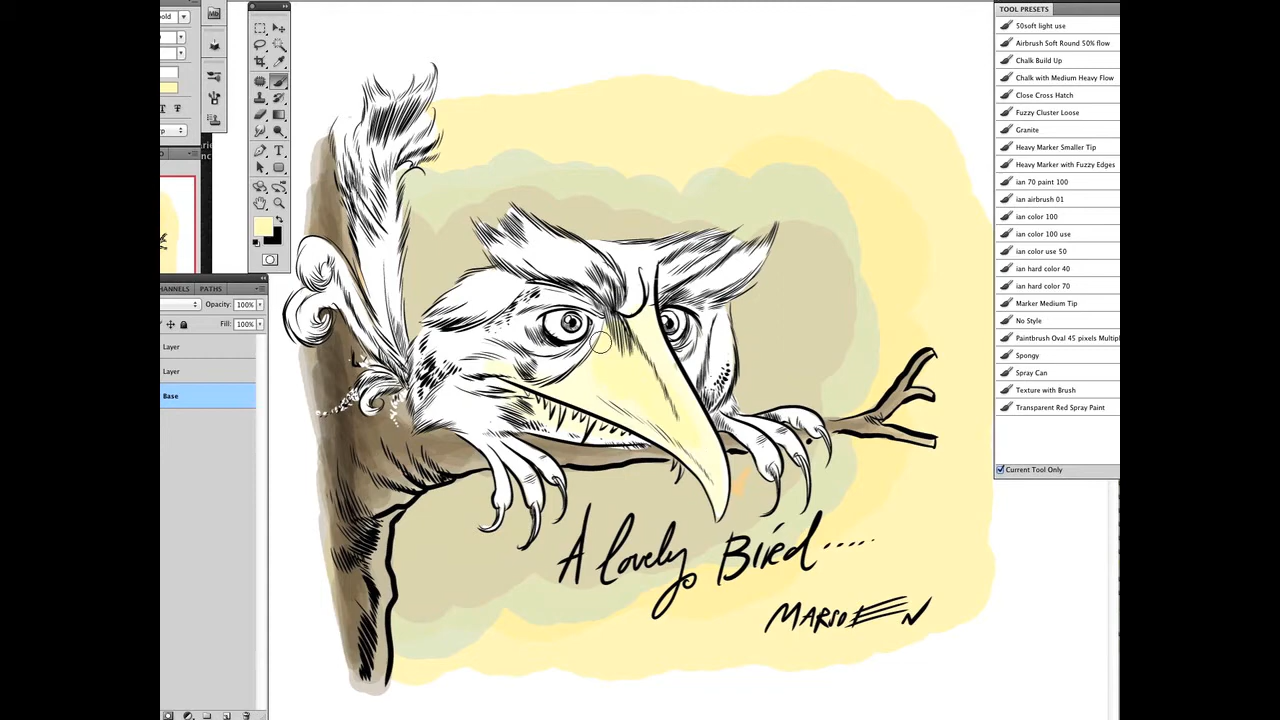 TOOL PRESETS
50soft light use
Airbrush Soft Round 50% flow
Chalk Build Up
Chalk with Medium Heavy Flow
Close Cross Hatch
Fuzzy Cluster Loose
Granite
Heavy Marker Smaller Tip
Heavy Marker with Fuzzy Edges
ian 70 paint 100
ian airbrush 01
ian color 100
ian color 100 use
ian color use 50
ian hard color 40
ian hard color 70
Marker Medium Tip
No Style
Paintbrush Oval 45 pixels Multipl
Spongy
Spray Can
Texture with Brush
Transparent Red Spray Paint
Current Tool Only
HANNELS PATHS
Opacity: 100%
Fill: 100%
Layer
Layer
Base
A lovely Bird.....
MARSDEN